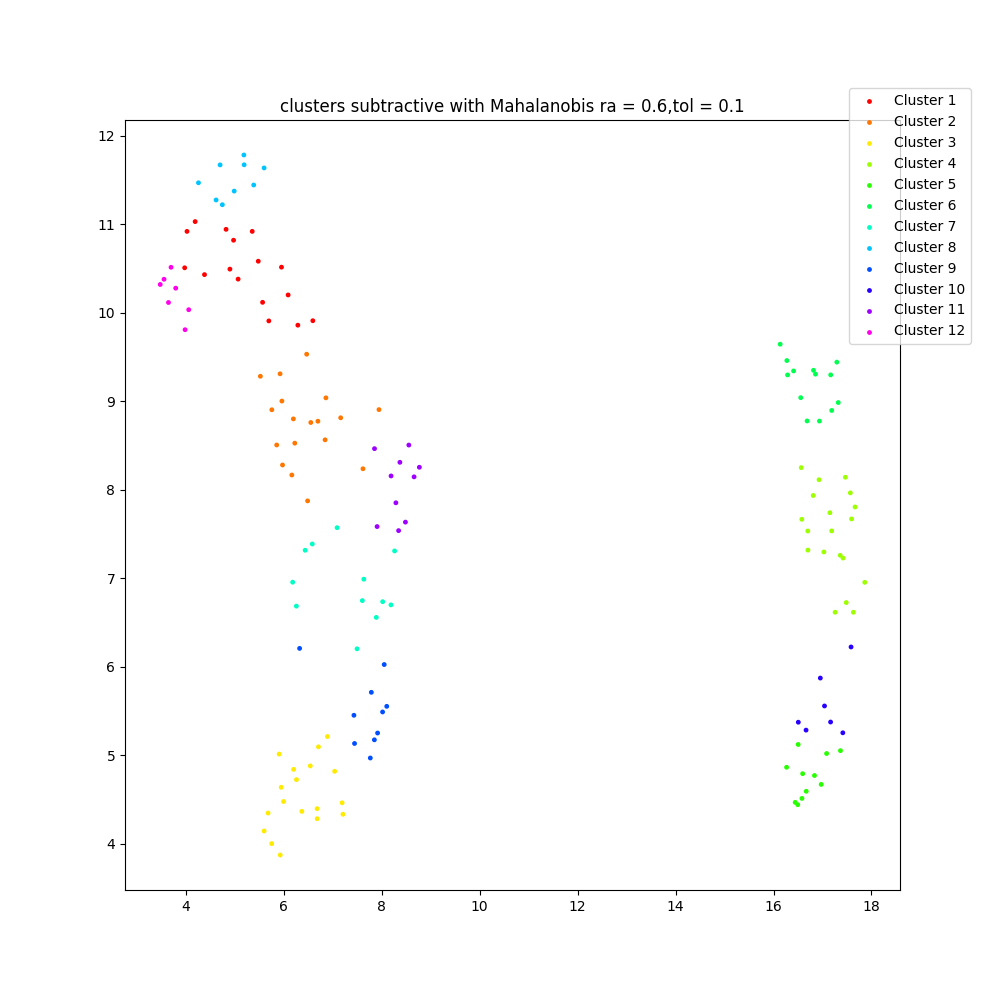 clusters subtractive with Mahalanobis ra = 0.6,tol = 0.1
Cluster 1
Cluster 2
Cluster 3
Cluster 4
Cluster 5
Cluster 6
Cluster 7
Cluster 8
Cluster 9
Cluster 10
Cluster 11
Cluster 12
12
11
10
9
8
7
6
5
4
4 6 8 10 12 14 16 18